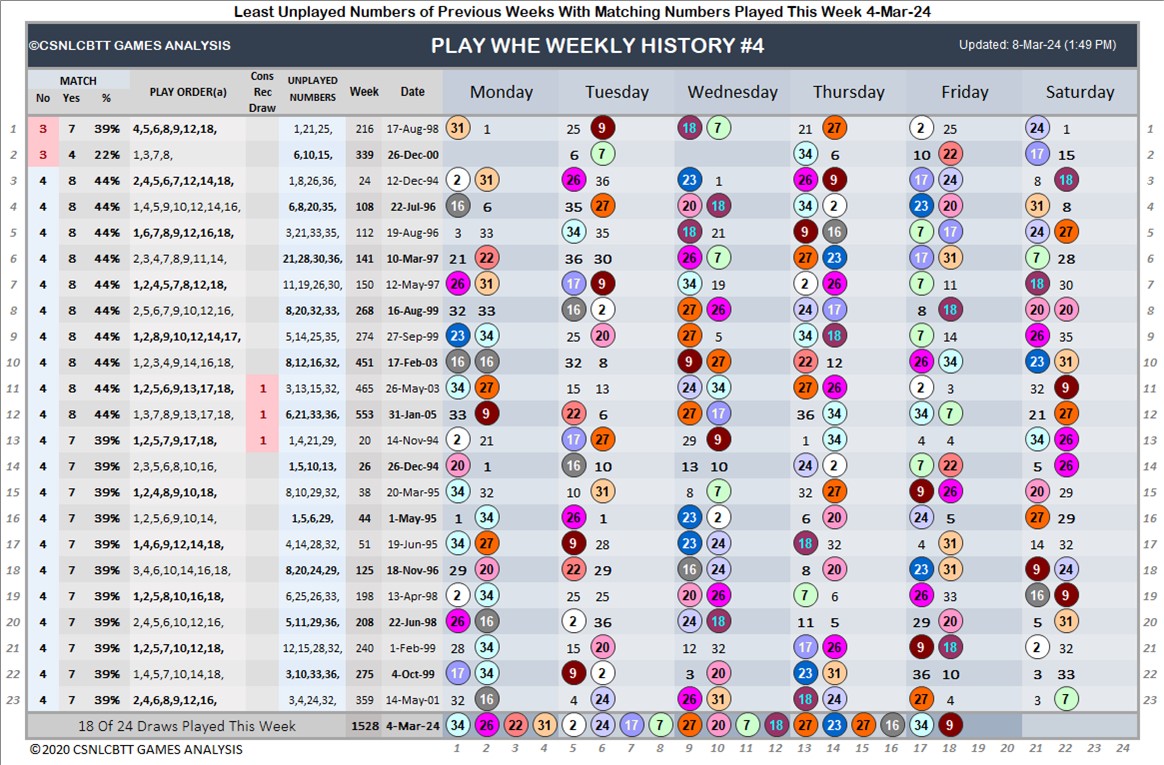 Least Unplayed Numbers of Previous Weeks With Matching Numbers Played This Week 4-Mar-24
©CSNLCBTT GAMES ANALYSIS PLAY WHE WEEKLY HISTORY #4 Updated: 8-Mar-24 (1:49 PM)
MATCH PLAY ORDER(a) Cons Rec Draw UNPLAYED NUMBERS Week Date Monday Tuesday Wednesday Thursday Friday Saturday
No Yes %
1 3 7 39% 4,5,6,8,9,12,18, 1,21,25, 216 17-Aug-98 31 1 25 9 18 7 21 27 2 25 24 1 1
2 3 4 22% 1,3,7,8, 6,10,15, 339 26-Dec-00 6 7 34 6 10 22 17 15 2
3 4 8 44% 2,4,5,6,7,12,14,18, 1,8,26,36, 24 12-Dec-94 2 31 26 36 23 1 26 9 17 24 8 18 3
4 4 8 44% 1,4,5,9,10,12,14,16, 6,8,20,35, 108 22-Jul-96 16 6 35 27 20 18 34 2 23 20 31 8 4
5 4 8 44% 1,6,7,8,9,12,16,18, 3,21,33,35, 112 19-Aug-96 3 33 34 35 18 21 9 16 7 17 24 27 5
6 4 8 44% 2,3,4,7,8,9,11,14, 21,28,30,36, 141 10-Mar-97 21 22 36 30 26 7 27 23 17 31 7 28 6
7 4 8 44% 1,2,4,5,7,8,12,18, 11,19,26,30, 150 12-May-97 26 31 17 9 34 19 2 26 7 11 18 30 7
8 4 8 44% 2,5,6,7,9,10,12,16, 8,20,32,33, 268 16-Aug-99 32 33 16 2 27 26 24 17 8 18 20 20 8
9 4 8 44% 1,2,8,9,10,12,14,17, 5,14,25,35, 274 27-Sep-99 23 34 25 20 27 5 34 18 7 14 26 35 9
10 4 8 44% 1,2,3,4,9,14,16,18, 8,12,16,32, 451 17-Feb-03 16 16 32 8 9 27 22 12 26 34 23 31 10
11 4 8 44% 1,2,5,6,9,13,17,18, 1 3,13,15,32, 465 26-May-03 34 27 15 13 24 34 27 26 2 3 32 9 11
12 4 8 44% 1,3,7,8,9,13,17,18, 1 6,21,33,36, 553 31-Jan-05 33 9 22 6 27 17 36 34 34 7 21 27 12
13 4 7 39% 1,2,5,7,9,17,18, 1 1,4,21,29, 20 14-Nov-94 2 21 17 27 29 9 1 34 4 4 34 26 13
14 4 7 39% 2,3,5,6,8,10,16, 1,5,10,13, 26 26-Dec-94 20 1 16 10 13 10 24 2 7 22 5 26 14
15 4 7 39% 1,2,4,8,9,10,18, 8,10,29,32, 38 20-Mar-95 34 32 10 31 8 7 32 27 9 26 20 29 15
16 4 7 39% 1,2,5,6,9,10,14, 1,5,6,29, 44 1-May-95 1 34 26 1 23 2 6 20 24 5 27 29 16
17 4 7 39% 1,4,6,9,12,14,18, 4,14,28,32, 51 19-Jun-95 34 27 9 28 23 24 18 32 4 31 14 32 17
18 4 7 39% 3,4,6,10,14,16,18, 8,20,24,29, 125 18-Nov-96 29 20 22 29 16 24 8 20 23 31 9 24 18
19 4 7 39% 1,2,5,8,10,16,18, 6,25,26,33, 198 13-Apr-98 2 34 25 25 20 26 7 6 26 33 16 9 19
20 4 7 39% 2,4,5,6,10,12,16, 5,11,29,36, 208 22-Jun-98 26 16 2 36 24 18 11 5 29 20 5 31 20
21 4 7 39% 1,2,5,7,10,12,18, 12,15,28,32, 240 1-Feb-99 28 34 15 20 12 32 17 26 9 18 2 32 21
22 4 7 39% 1,4,5,7,10,14,18, 3,10,33,36, 275 4-Oct-99 17 34 9 2 3 20 23 31 36 10 3 33 22
23 4 7 39% 2,4,6,8,9,12,16, 3,4,24,32, 359 14-May-01 32 16 4 24 26 31 18 24 27 4 3 7 23
18 Of 24 Draws Played This Week 1528 4-Mar-24 34 26 22 31 2 24 17 7 27 20 7 18 27 23 27 16 34 9
©2020 CSNLCBTT GAMES ANALYSIS 1 2 3 4 5 6 7 8 9 10 11 12 13 14 15 16 17 18 19 20 21 22 23 24